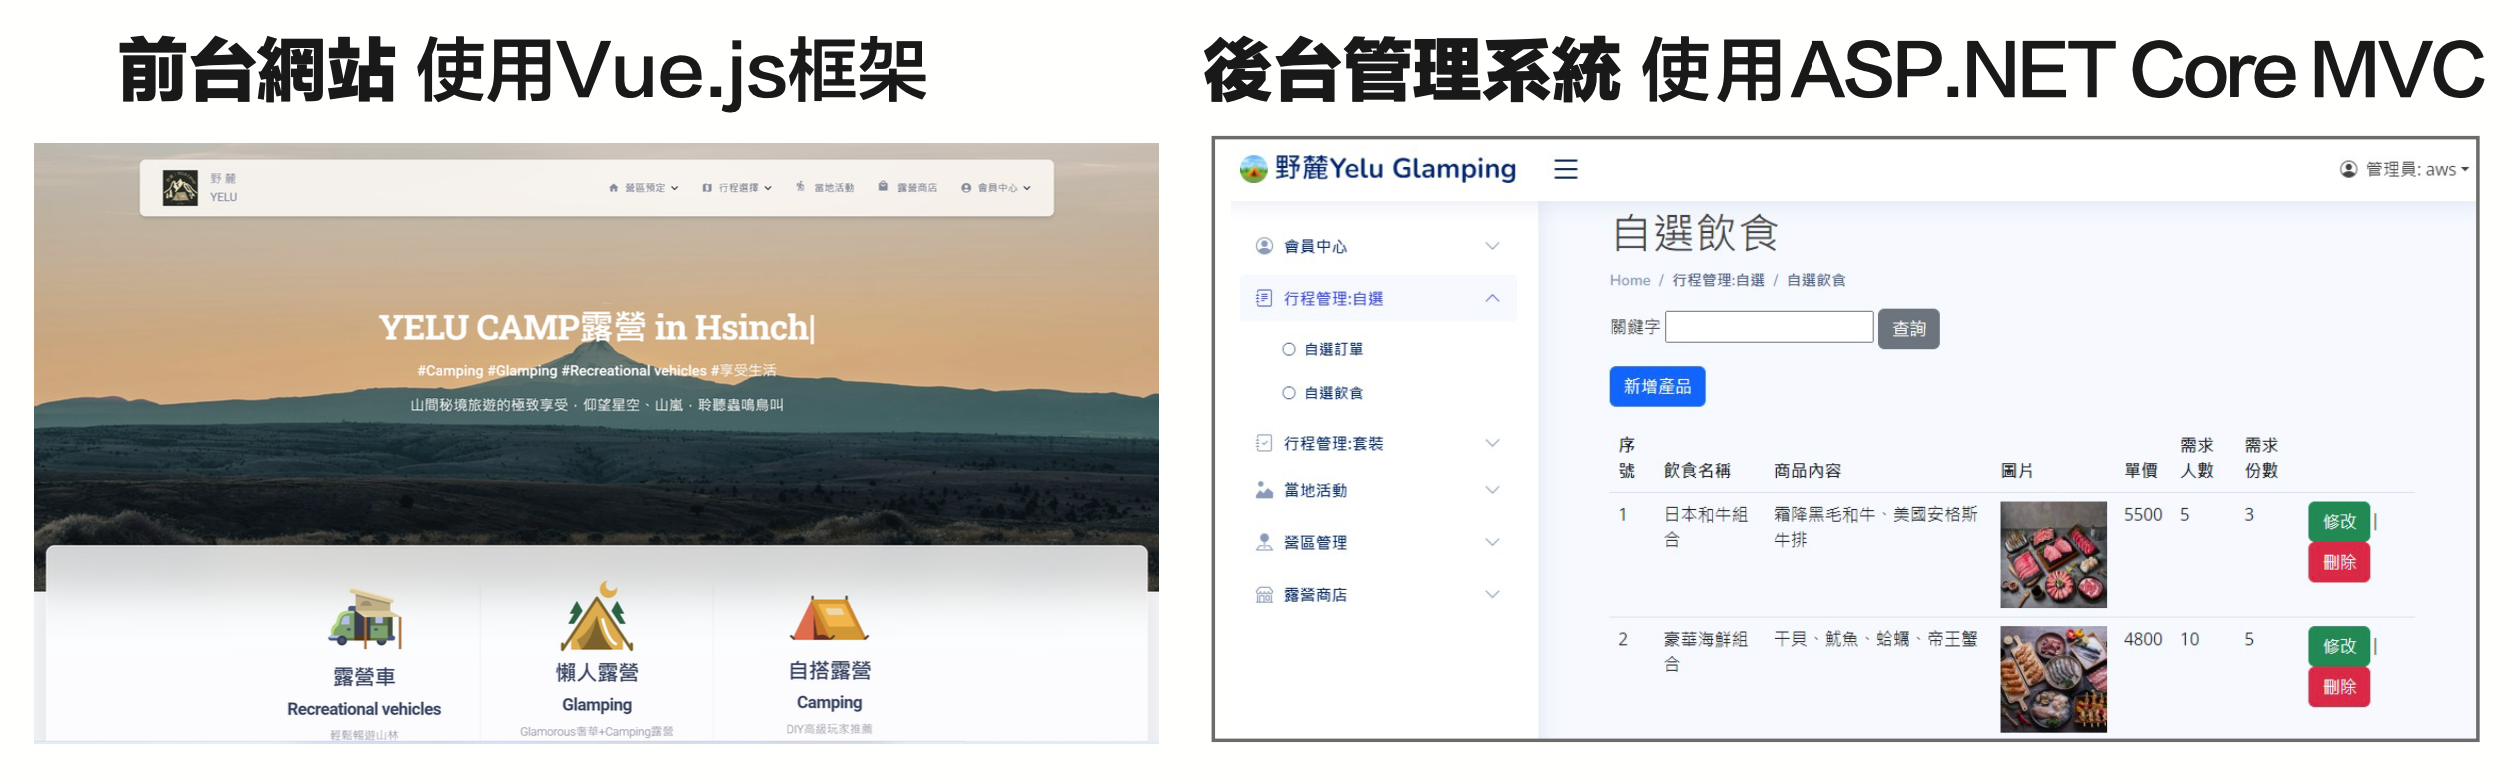 前台網站 使用Vue.js框架
野麓
YELU
營區預定
行程選擇
當地活動
露營商店
會員中心
YELU CAMP露營 in Hsinch|
#Camping #Glamping #Recreational vehicles #享受生活
山間秘境旅遊的極致享受．仰望星空、山嵐．聆聽蟲鳴鳥叫
露營車
Recreational vehicles
輕鬆暢遊山林
懶人露營
Glamping
Glamorous奢華+Camping露營
自搭露營
Camping
DIY高級玩家推薦
後台管理系統 使用ASP.NET Core MVC
野麓Yelu Glamping
管理員: aws
會員中心
行程管理:自選
自選訂單
自選飲食
行程管理:套裝
當地活動
營區管理
露營商店
自選飲食
Home / 行程管理:自選 / 自選飲食
關鍵字
查詢
新增產品
序號 飲食名稱 商品內容 圖片 單價 需求人數 需求份數
1 日本和牛組合 霜降黑毛和牛、美國安格斯牛排 5500 5 3 修改 | 刪除
2 豪華海鮮組合 干貝、魷魚、蛤蠣、帝王蟹 4800 10 5 修改 | 刪除